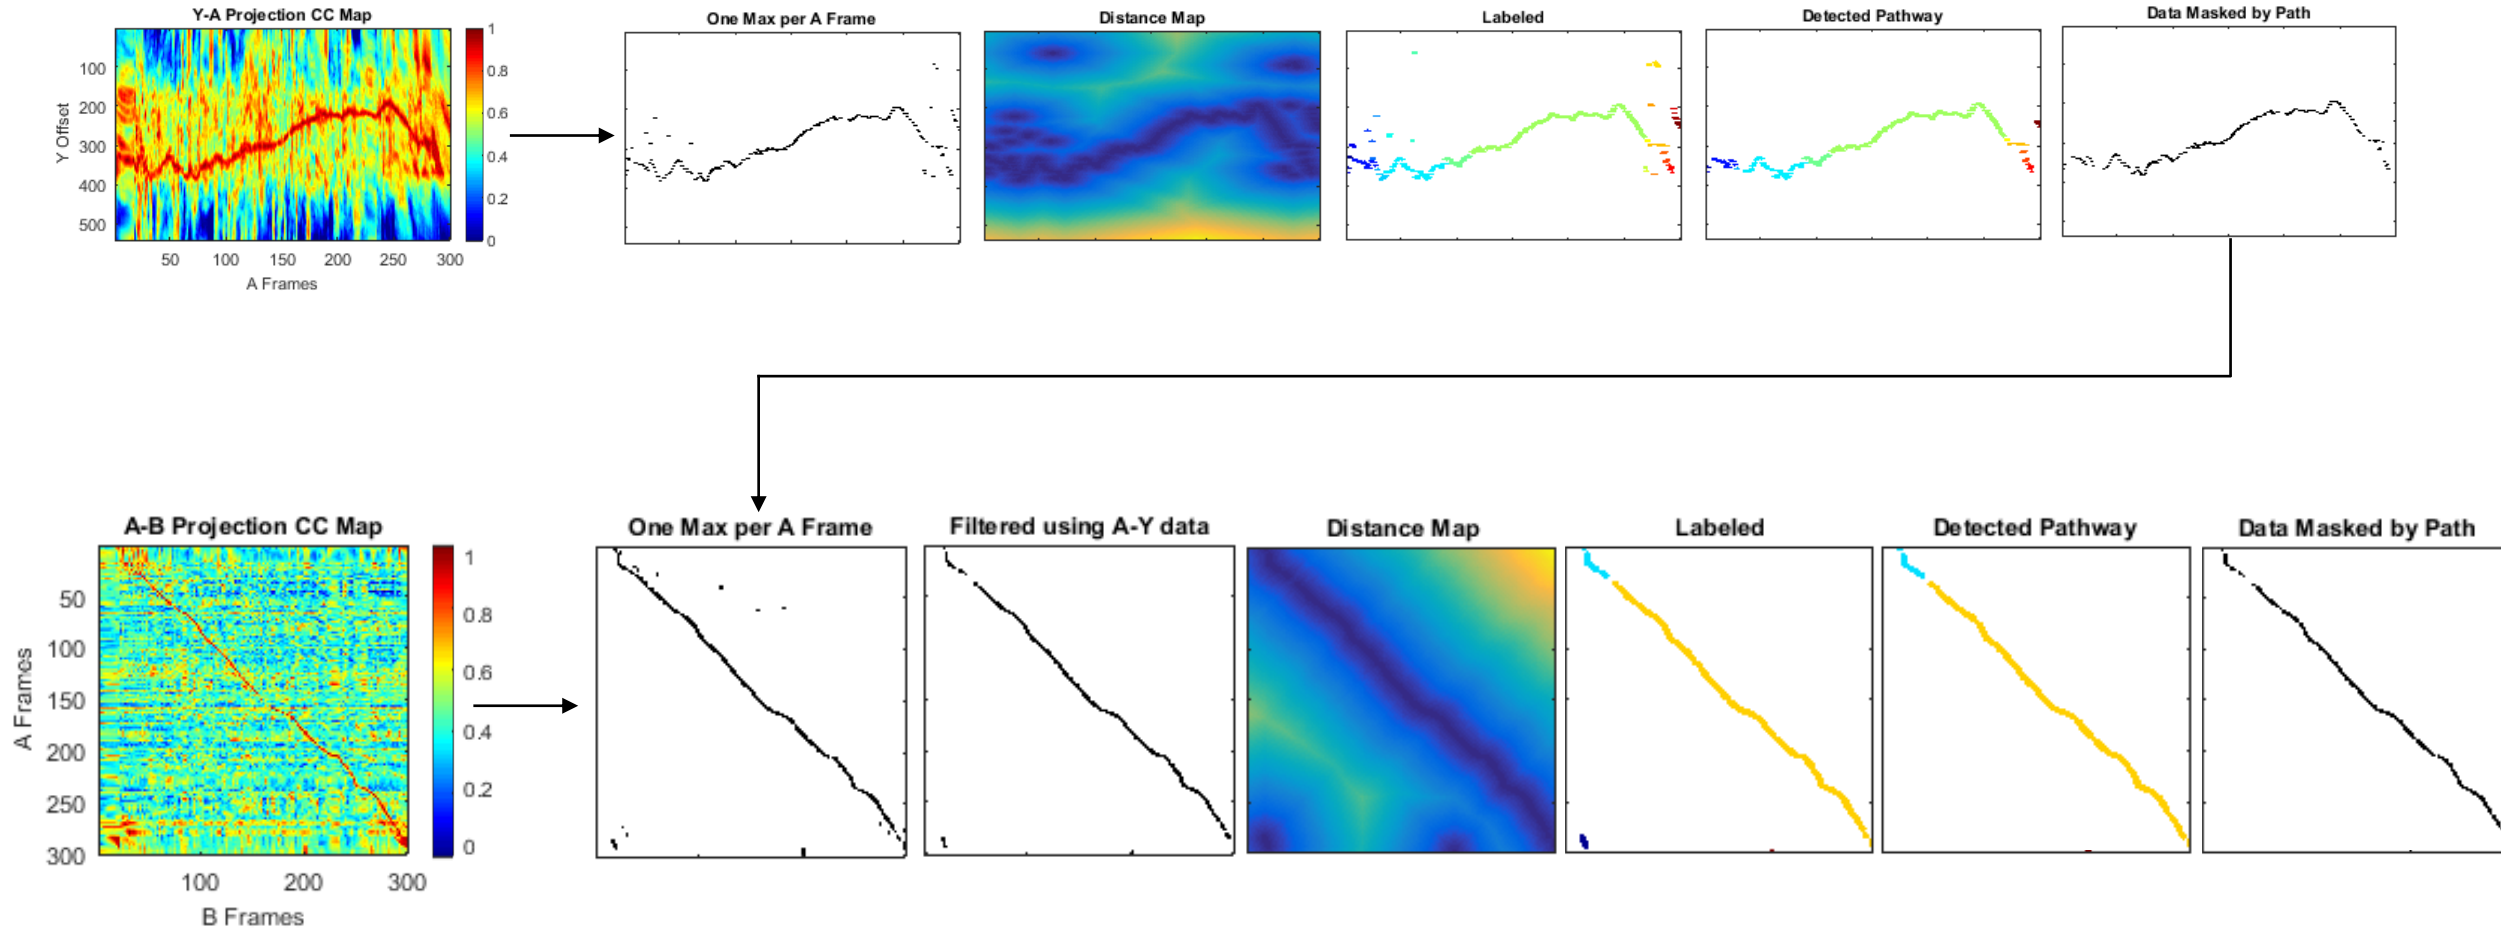 Y-A Projection CC Map
One Max per A Frame
Distance Map
Labeled
Detected Pathway
Data Masked by Path
Y Offset
100
200
300
400
500
50
100
150
200
250
300
A Frames
1
0.8
0.6
0.4
0.2
0
A-B Projection CC Map
One Max per A Frame
Filtered using A-Y data
Distance Map
Labeled
Detected Pathway
Data Masked by Path
A Frames
50
100
150
200
250
300
100
200
300
B Frames
1
0.8
0.6
0.4
0.2
0